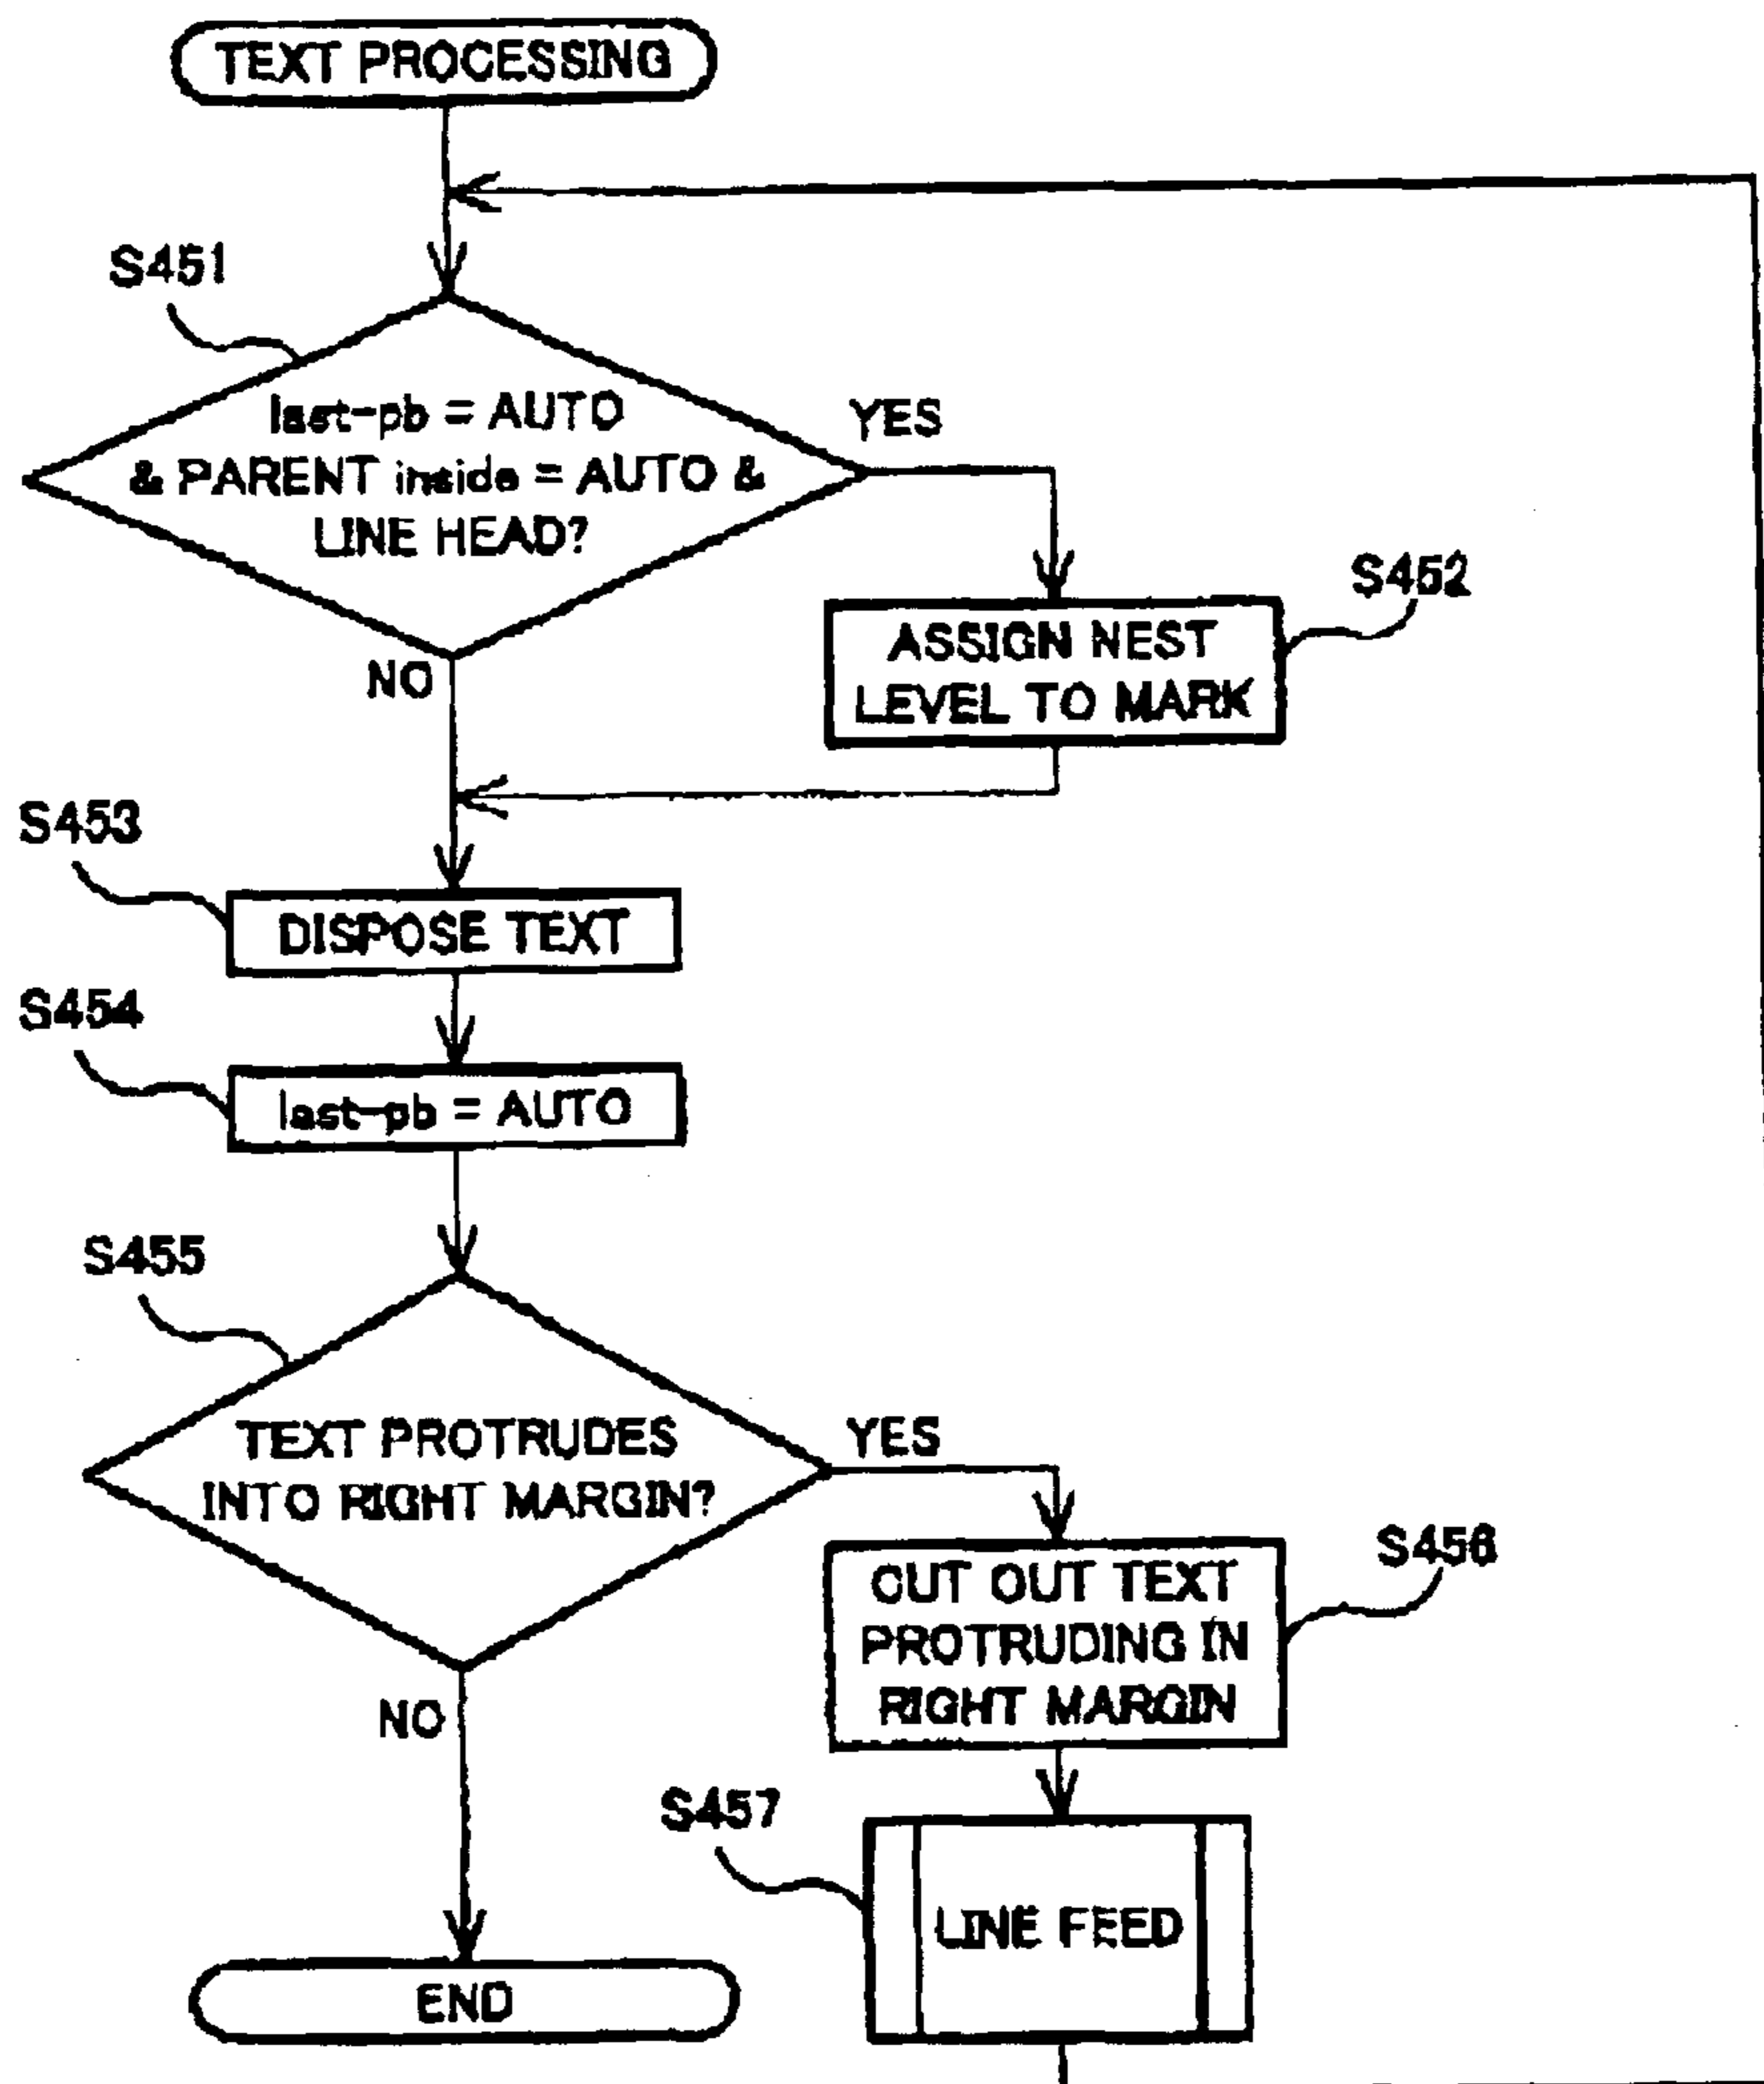 TEXT PROCESSING
S451
last-pb = AUTO
& PARENT inside = AUTO &
LINE HEAD?
YES
NO
S452
ASSIGN NEST
LEVEL TO MARK
S453
DISPOSE TEXT
S454
last-pb = AUTO
S455
TEXT PROTRUDES
INTO RIGHT MARGIN?
YES
NO
S456
CUT OUT TEXT
PROTRUDING IN
RIGHT MARGIN
S457
LINE FEED
END